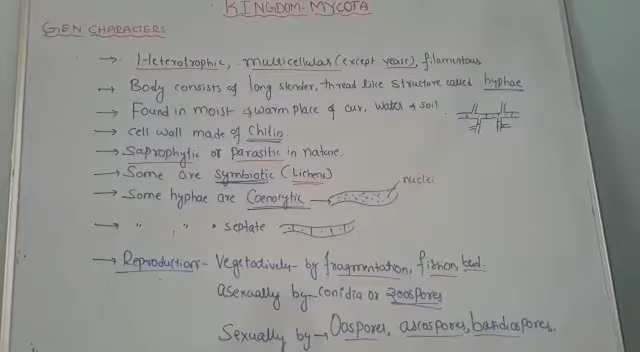 KINGDOM-MYCOTA
GEN CHARACTERS
→ Heterotrophic, multicellular (except yeast), filamentous
→ Body consists of long slender, thread like structure called hyphae
→ Found in moist & warm place of air, water & soil
→ cell wall made of Chitin.
→ Saprophytic or parasitic in nature.
→ Some are symbiotic (Lichens)
→ Some hyphae are Coenocytic → nuclei
→ " " " septate
→ Reproduction - Vegetatively - by fragmentation, fission, bud.
asexually by - conidia or zoospores
Sexually by → Oospores, ascospores, basidiospores.